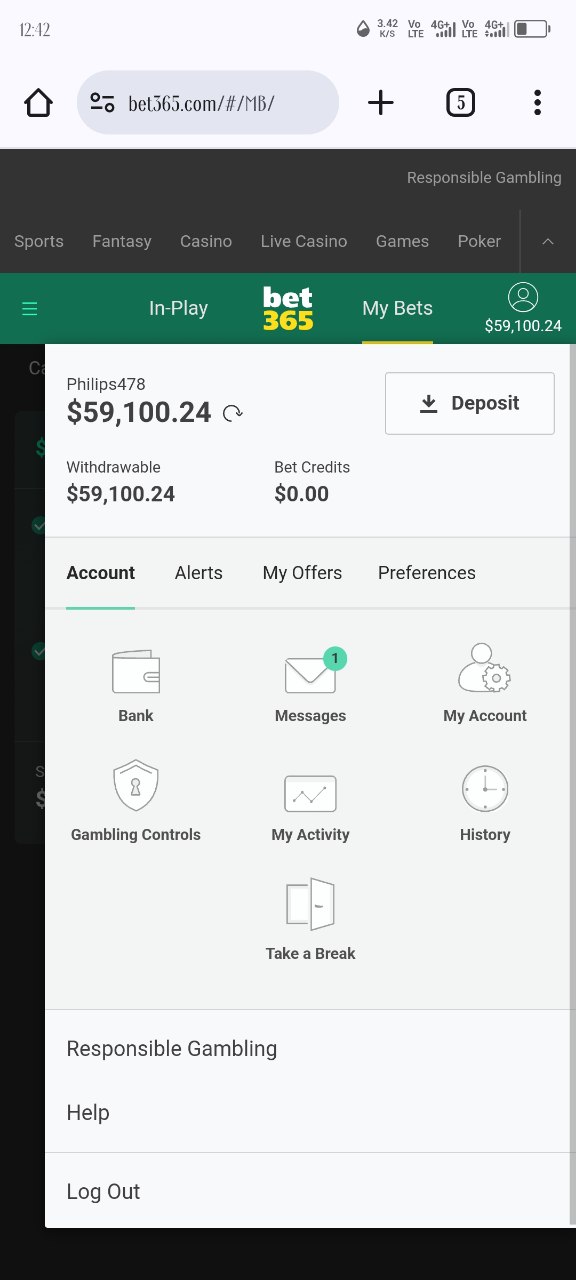 12:42
3.42
K/S
Vo
LTE
4G+
Vo
LTE
4G+
bet365.com/#/MB/
5
Responsible Gambling
Sports Fantasy Casino Live Casino Games Poker
In-Play
bet
365
My Bets
$59,100.24
Philips478
$59,100.24
Deposit
Withdrawable
$59,100.24
Bet Credits
$0.00
Account Alerts My Offers Preferences
1
Bank Messages My Account
Gambling Controls My Activity History
Take a Break
Responsible Gambling
Help
Log Out